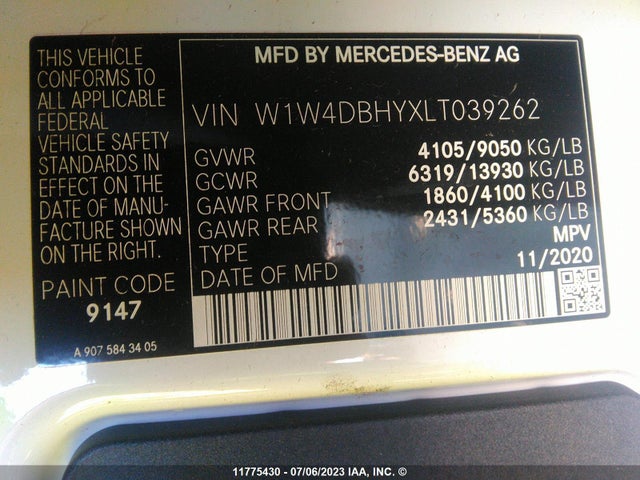 THIS VEHICLE
CONFORMS TO
ALL APPLICABLE
FEDERAL
VEHICLE SAFETY
STANDARDS IN
EFFECT ON THE
DATE OF MANU-
FACTURE SHOWN
ON THE RIGHT.
PAINT CODE
9147
A 907 584 34 05
MFD BY MERCEDES-BENZ AG
VIN W1W4DBHYXLT039262
GVWR 4105/9050 KG/LB
GCWR 6319/13930 KG/LB
GAWR FRONT 1860/4100 KG/LB
GAWR REAR 2431/5360 KG/LB
TYPE MPV
DATE OF MFD 11/2020
11775430 - 07/06/2023 IAA, INC. ©